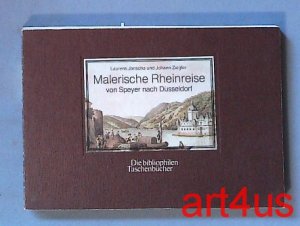 Laurenz Janscha und Johann Ziegler
Malerische Rheinreise
von Speyer nach Düsseldorf
Die bibliophilen
Taschenbücher
art4us